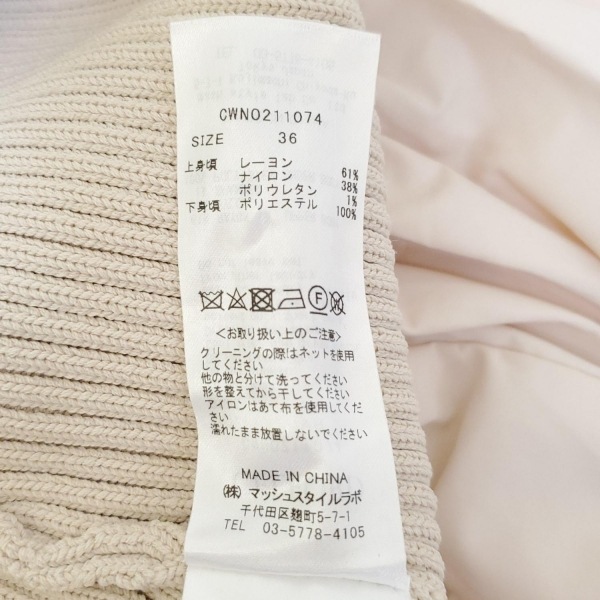 CWNO211074
SIZE 36
上身頃 レーヨン 61%
ナイロン 38%
ポリウレタン 1%
下身頃 ポリエステル 100%
F
<お取り扱い上のご注意>
クリーニングの際はネットを使用
してください
他の物と分けて洗ってください
形を整えてから干してください
アイロンはあて布を使用してくだ
さい
濡れたまま放置しないでください
MADE IN CHINA
(株) マッシュスタイルラボ
千代田区麹町5-7-1
TEL 03-5778-4105